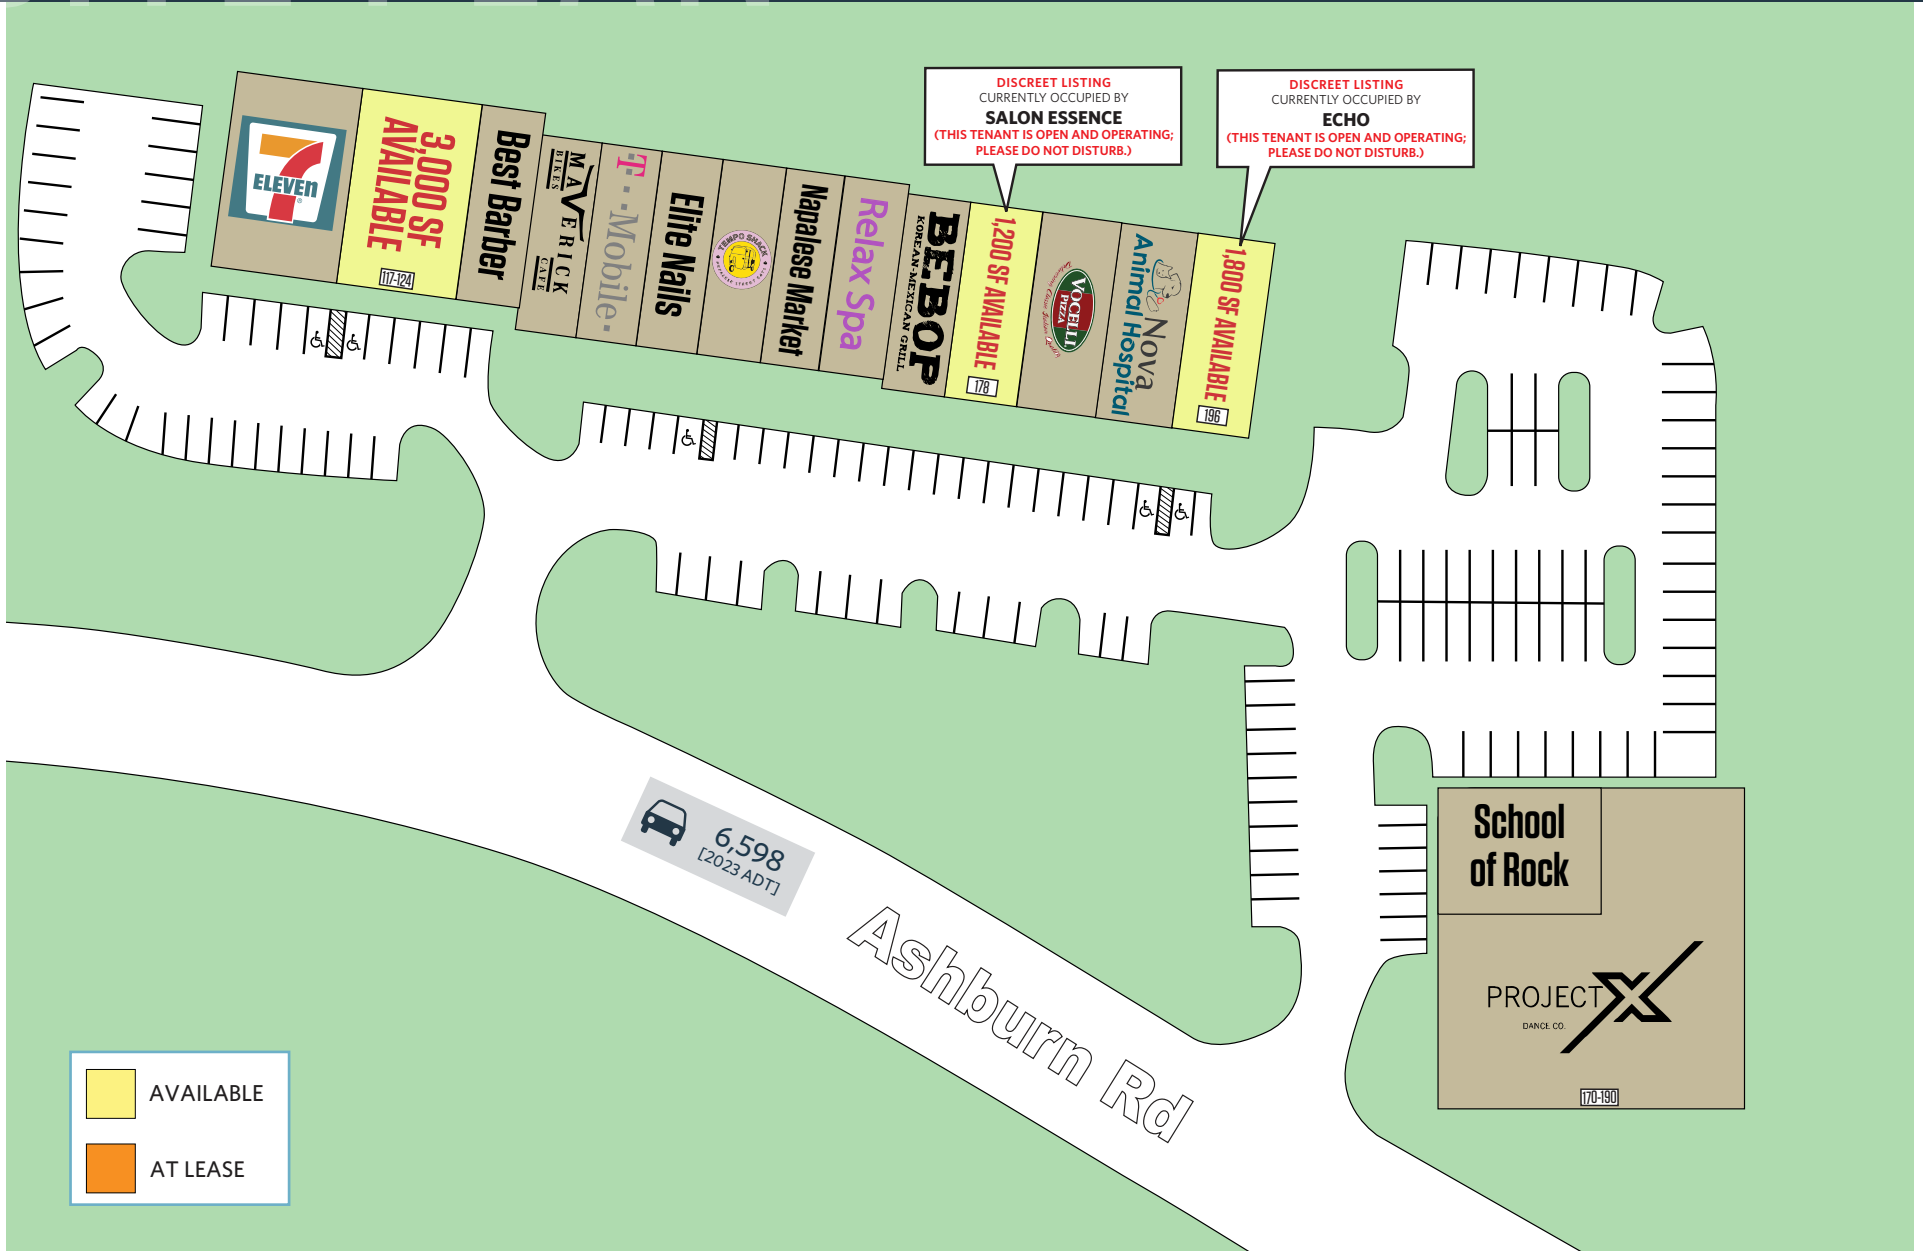 DISCREET LISTING
CURRENTLY OCCUPIED BY
SALON ESSENCE
(THIS TENANT IS OPEN AND OPERATING;
PLEASE DO NOT DISTURB.)
DISCREET LISTING
CURRENTLY OCCUPIED BY
ECHO
(THIS TENANT IS OPEN AND OPERATING;
PLEASE DO NOT DISTURB.)
7
ELEVEN
®
3,000 SF
AVAILABLE
117-124
Best Barber
MAVERICK
BIKES
CAFE
T · · Mobile ·
Elite Nails
TEMPO SHACK
Napalese Market
Relax Spa
BF.BOP
KOREAN-MEXICAN GRILL
1,200 SF AVAILABLE
178
VOCELLI
PIZZA
Nova
Animal Hospital
1,800 SF AVAILABLE
196
6,598
[2023 ADT]
Ashburn Rd
School
of Rock
PROJECT X
DANCE CO.
170-190
AVAILABLE
AT LEASE